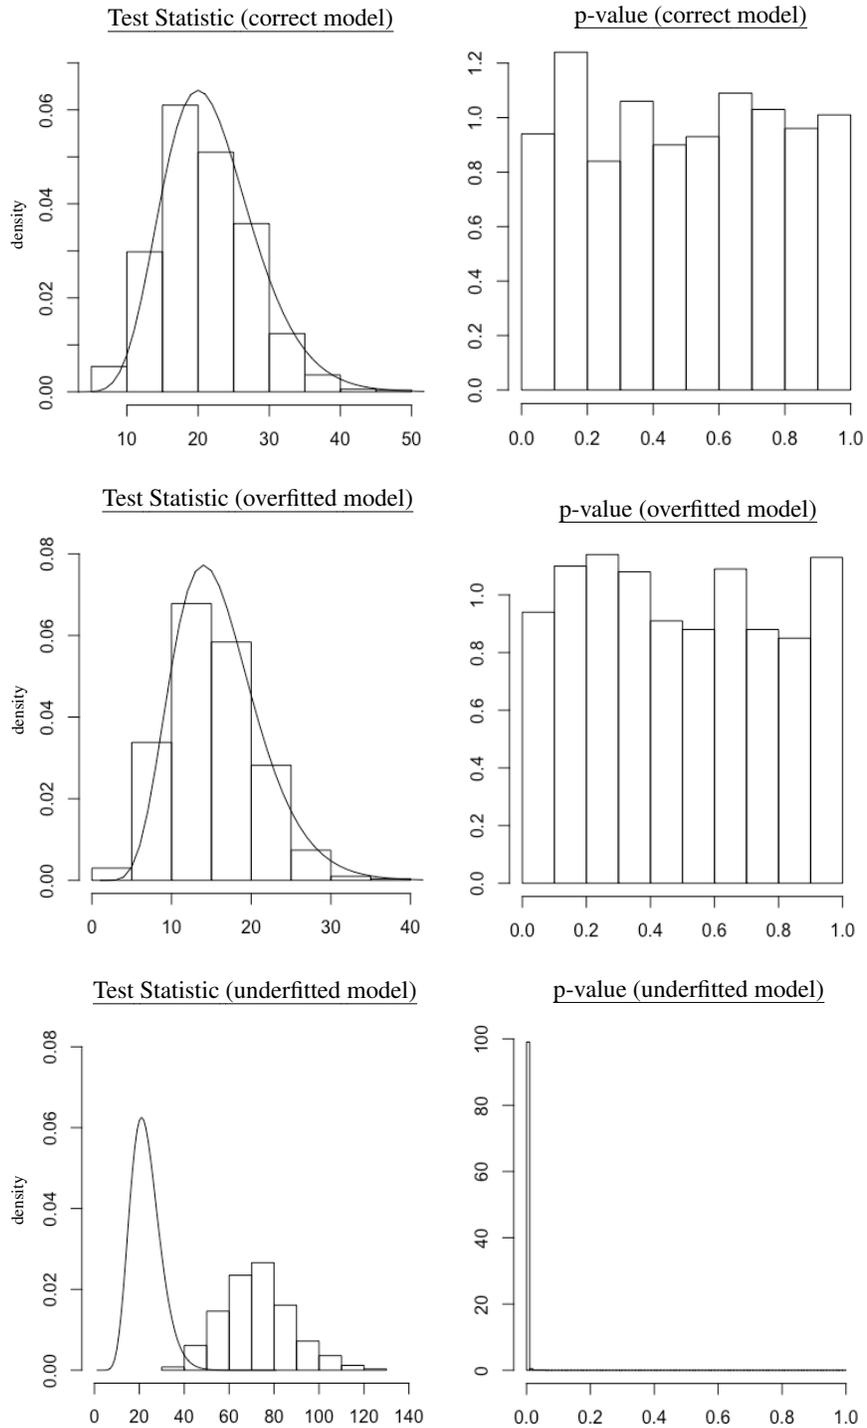 Test Statistic (correct model)
p-value (correct model)
density
0.00 0.02 0.04 0.06
10 20 30 40 50
0.0 0.2 0.4 0.6 0.8 1.0 1.2
0.0 0.2 0.4 0.6 0.8 1.0
Test Statistic (overfitted model)
p-value (overfitted model)
density
0.00 0.02 0.04 0.06 0.08
0 10 20 30 40
0.0 0.2 0.4 0.6 0.8 1.0
0.0 0.2 0.4 0.6 0.8 1.0
Test Statistic (underfitted model)
p-value (underfitted model)
density
0.00 0.02 0.04 0.06 0.08
0 20 40 60 80 100 120 140
0 20 40 60 80 100
0.0 0.2 0.4 0.6 0.8 1.0